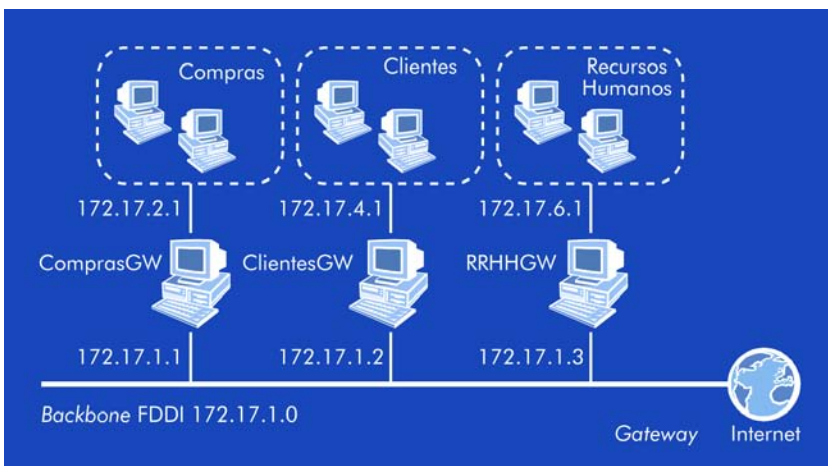 Compras
Clientes
Recursos
Humanos
172.17.2.1
172.17.4.1
172.17.6.1
ComprasGW
ClientesGW
RRHHGW
172.17.1.1
172.17.1.2
172.17.1.3
Backbone FDDI 172.17.1.0
Gateway
Internet